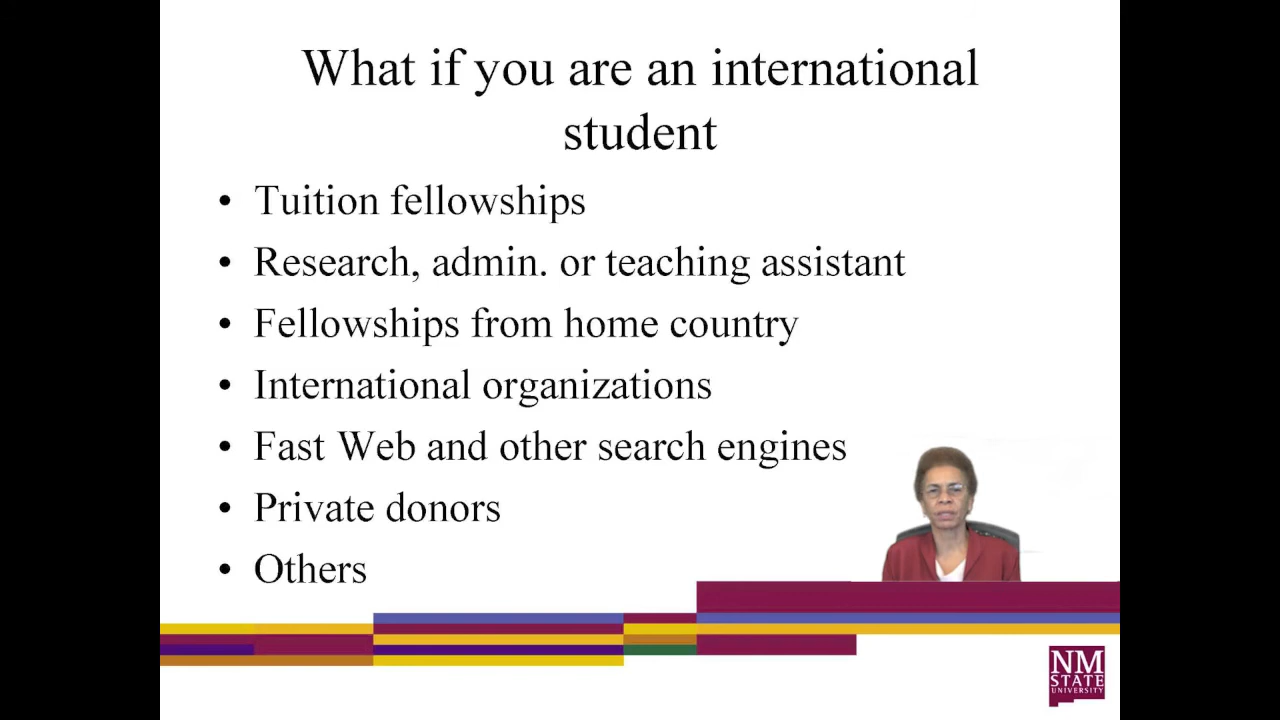 What if you are an international
student
• Tuition fellowships
• Research, admin. or teaching assistant
• Fellowships from home country
• International organizations
• Fast Web and other search engines
• Private donors
• Others
NM
STATE
UNIVERSITY